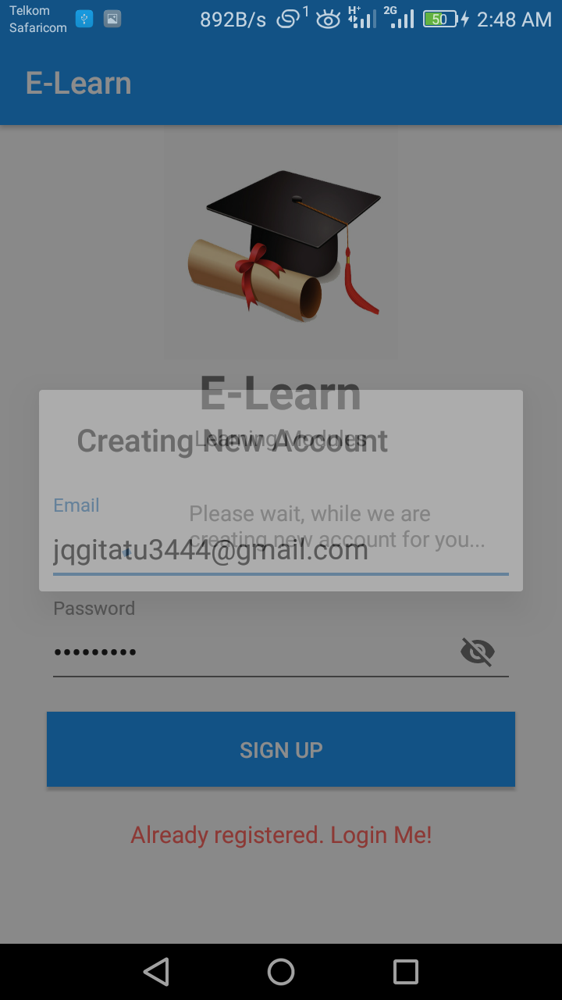 Telkom
Safaricom
892B/s
1
H+
2G
50
2:48 AM
E-Learn
E-Learn
Learning Modules
Creating New Account
Email
Please wait, while we are
creating new account for you...
jqgitatu3444@gmail.com
Password
•••••••••
SIGN UP
Already registered. Login Me!